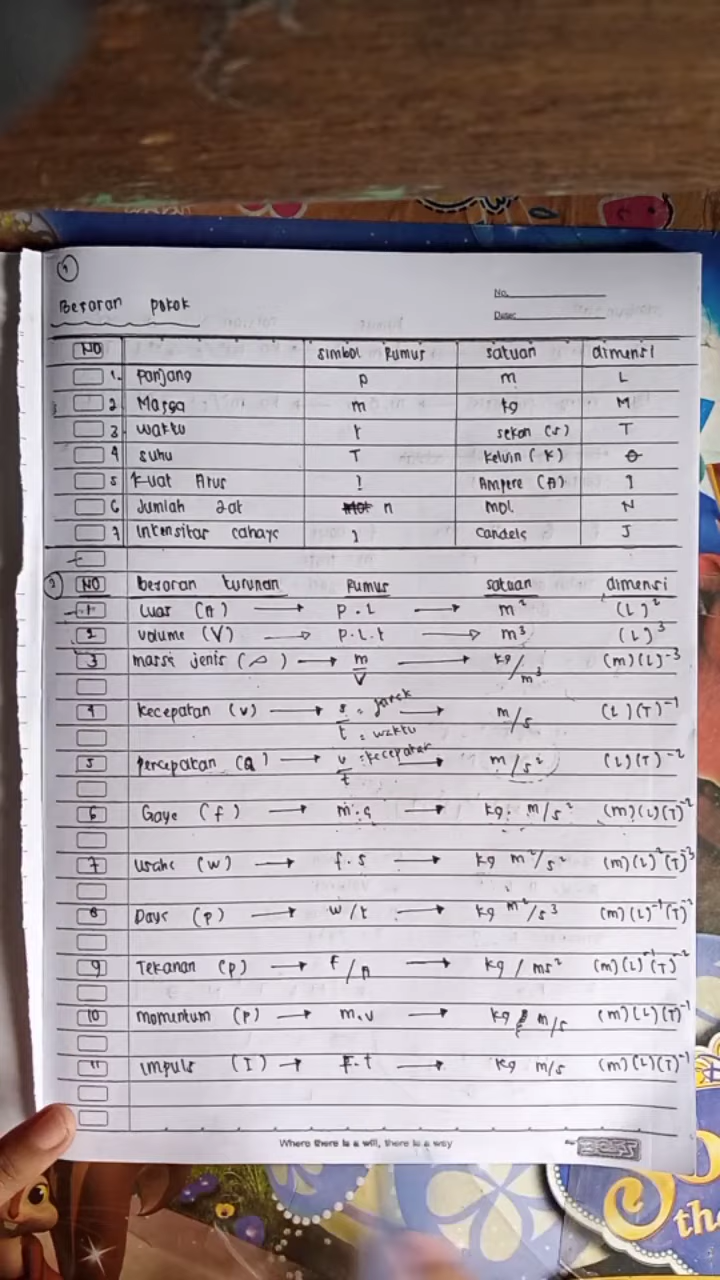 1
No.
Besaran Pokok
Date:
NO simbol Rumus satuan dimensi
1. Panjang P m L
2 Massa m kg M
3 waktu t sekon (s) T
4 suhu T Kelvin (K) θ
5 Kuat Arus I Ampere (A) I
6 Jumlah zat n mol N
7 Intensitas cahaya J Candela J
2 NO besaran turunan Rumus satuan dimensi
1 Luas (A) → P.L → m² (L)²
2 volume (V) → P.L.t → m³ (L)³
3 massa jenis → m/V → kg/m³ (m)(L)⁻³
4 kecepatan (v) → s/t = jarak = waktu → m/s (L)(T)⁻¹
5 percepatan (a) → v/t = kecepatan → m/s² (L)(T)⁻²
6 Gaya (f) → m.a → kg. m/s² (m)(L)(T)⁻²
7 usaha (w) → f.s → kg m²/s² (m)(L)²(T)⁻³
8 Daya (p) → w/t → kg m²/s³ (m)(L)⁻¹(T)⁻²
9 Tekanan (p) → F/A → kg / ms² (m)(L)⁻¹(T)⁻²
10 momentum (P) → m.v → kg m/s (m)(L)(T)⁻¹
11 impuls (I) → F.t → kg m/s (m)(L)(T)⁻¹
Where there is a will, there is a way
th